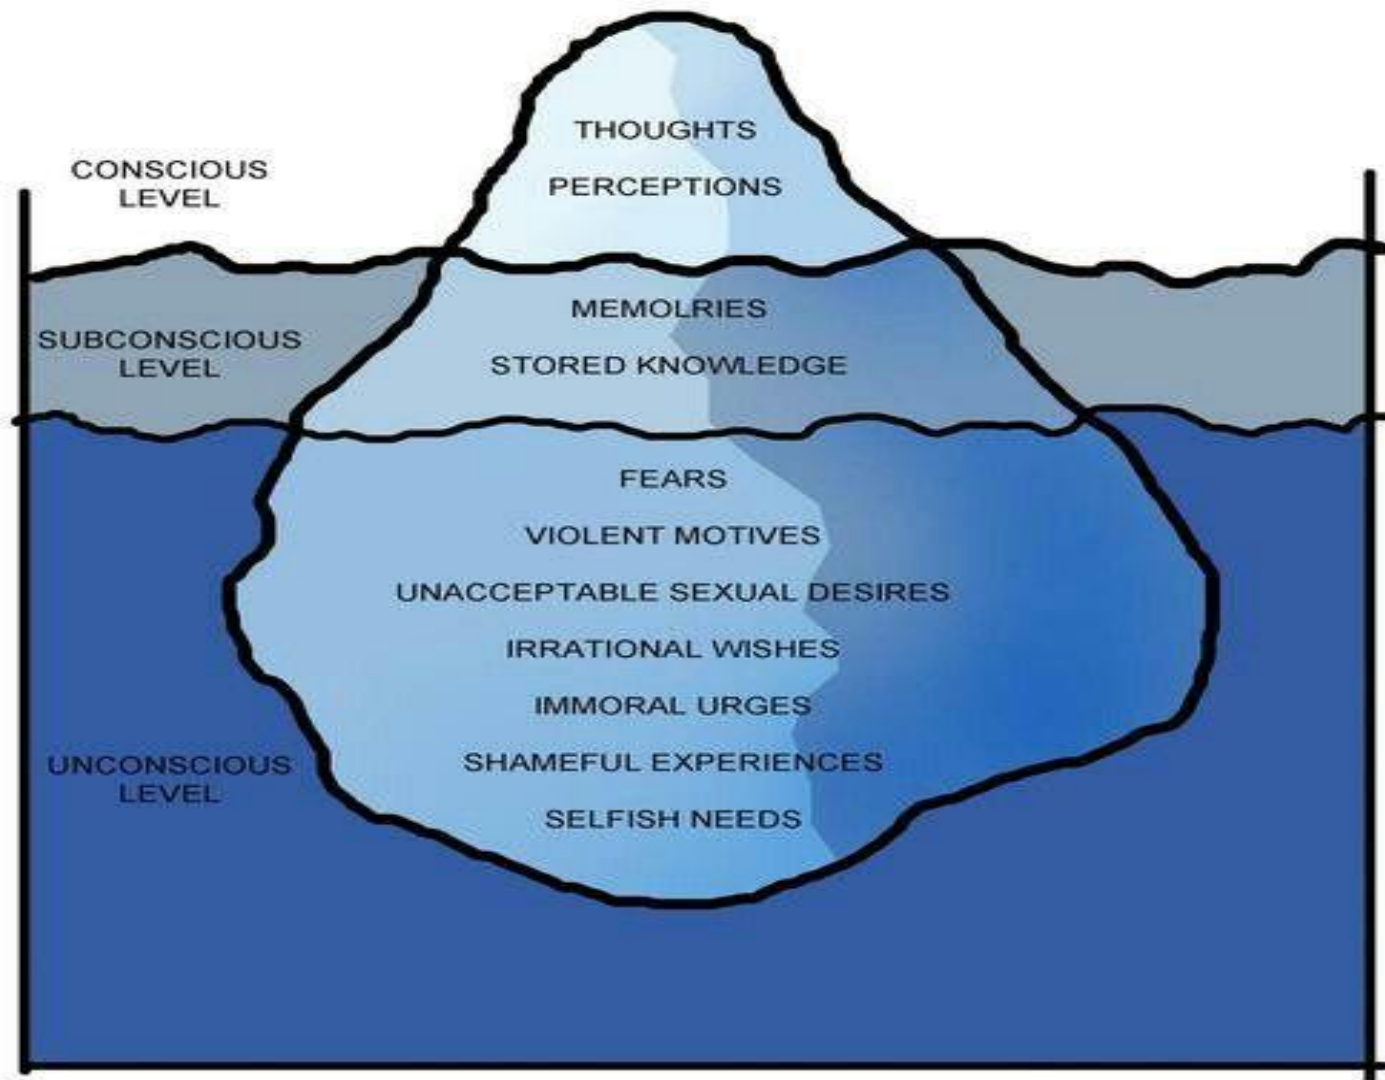 THOUGHTS
PERCEPTIONS
CONSCIOUS
LEVEL
MEMOLRIES
STORED KNOWLEDGE
SUBCONSCIOUS
LEVEL
FEARS
VIOLENT MOTIVES
UNACCEPTABLE SEXUAL DESIRES
IRRATIONAL WISHES
IMMORAL URGES
SHAMEFUL EXPERIENCES
SELFISH NEEDS
UNCONSCIOUS
LEVEL